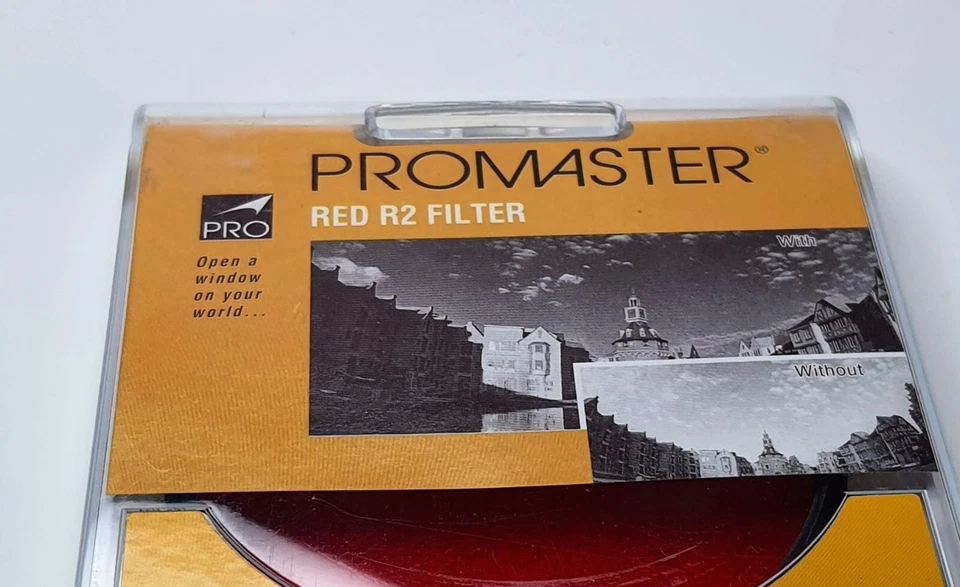 PROMASTER®
RED R2 FILTER
PRO
Open a
window
on your
world...
With
Without